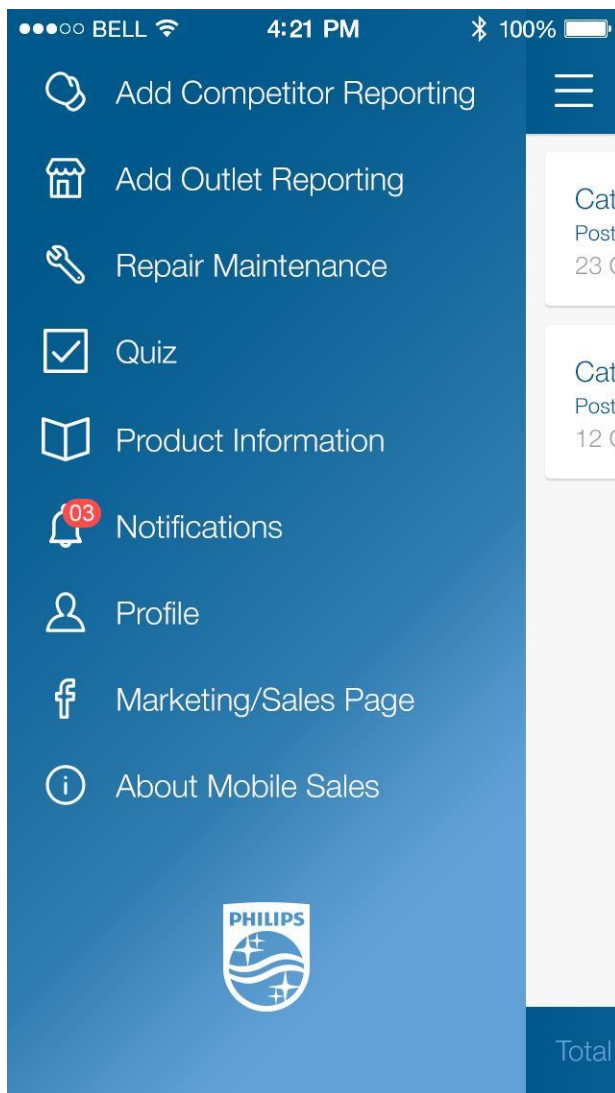 BELL 4:21 PM 100%
Add Competitor Reporting
Add Outlet Reporting
Repair Maintenance
Quiz
Product Information
03
Notifications
Profile
Marketing/Sales Page
About Mobile Sales
PHILIPS
Cat
Post
23
Cat
Post
12
Total